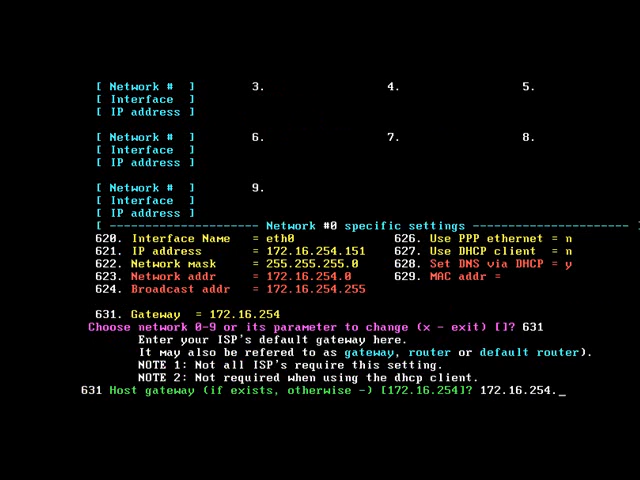 [ Network #  ]         3.                 4.                 5.
[ Interface  ]
[ IP address ]
[ Network #  ]         6.                 7.                 8.
[ Interface  ]
[ IP address ]
[ Network #  ]         9.
[ Interface  ]
[ IP address ]
[ --------------------- Network #0 specific settings ---------------------- ]
620. Interface Name   = eth0              626. Use PPP ethernet = n
621. IP address       = 172.16.254.151    627. Use DHCP client  = n
622. Network mask     = 255.255.255.0     628. Set DNS via DHCP = y
623. Network addr     = 172.16.254.0      629. MAC addr =
624. Broadcast addr   = 172.16.254.255
631. Gateway  = 172.16.254
Choose network 0-9 or its parameter to change (x - exit) []? 631
Enter your ISP's default gateway here.
It may also be refered to as gateway, router or default router).
NOTE 1: Not all ISP's require this setting.
NOTE 2: Not required when using the dhcp client.
631 Host gateway (if exists, otherwise -) [172.16.254]? 172.16.254._